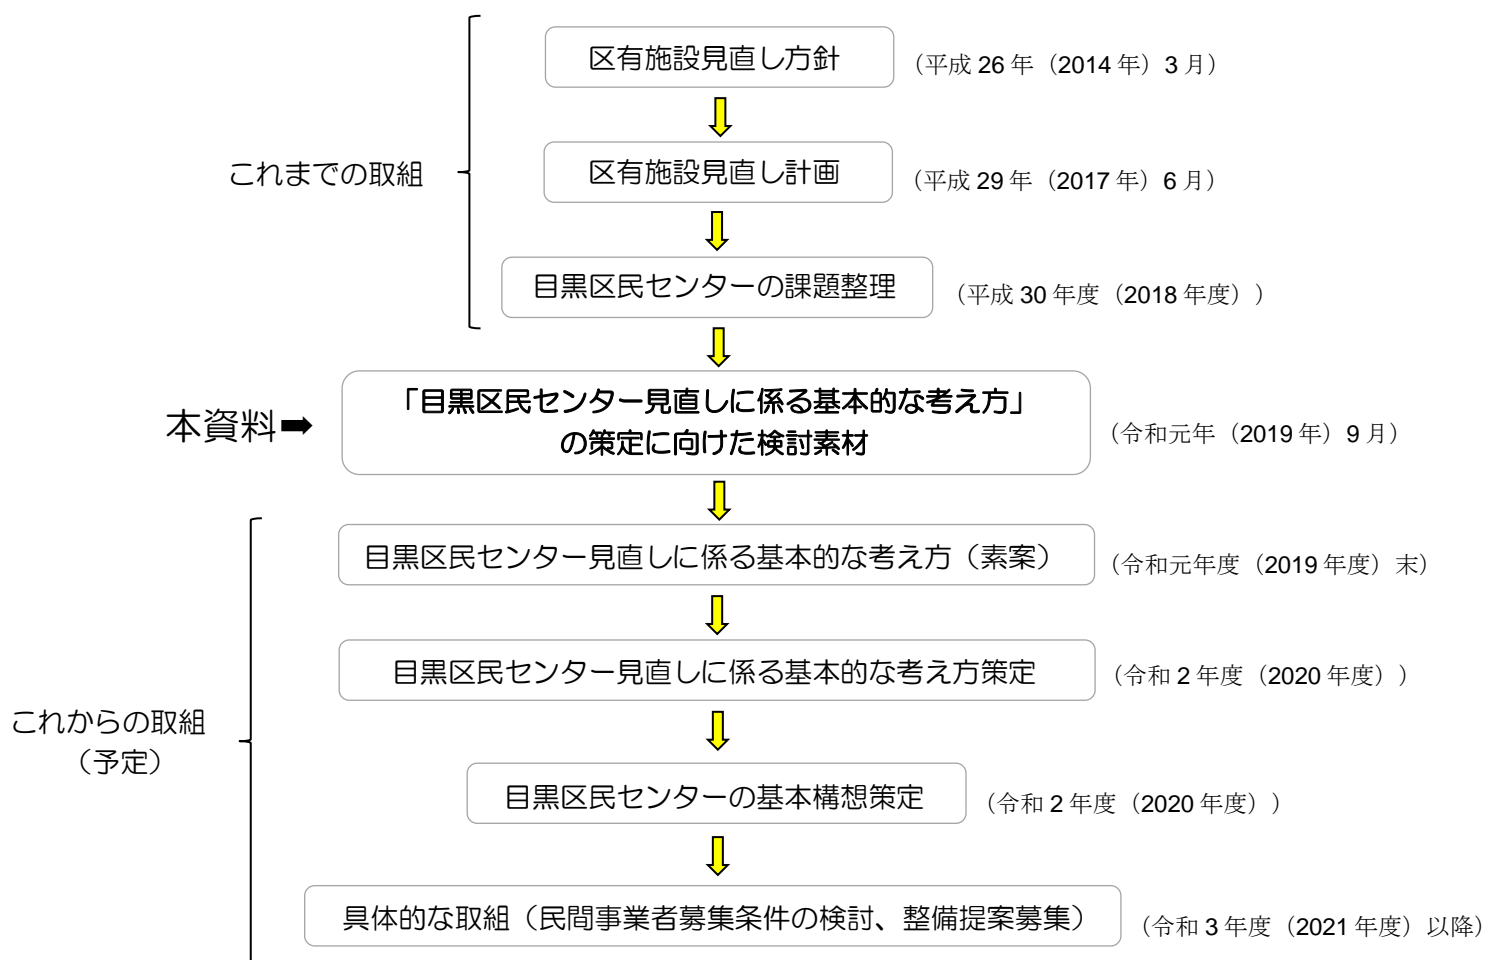 区有施設見直し方針
（平成 26 年（2014 年）3 月）
これまでの取組
区有施設見直し計画
（平成 29 年（2017 年）6 月）
目黒区民センターの課題整理
（平成 30 年度（2018 年度））
本資料➡
「目黒区民センター見直しに係る基本的な考え方」
の策定に向けた検討素材
（令和元年（2019 年）9 月）
目黒区民センター見直しに係る基本的な考え方（素案）
（令和元年度（2019 年度）末）
目黒区民センター見直しに係る基本的な考え方策定
（令和 2 年度（2020 年度））
これからの取組
（予定）
目黒区民センターの基本構想策定
（令和 2 年度（2020 年度））
具体的な取組（民間事業者募集条件の検討、整備提案募集）
（令和 3 年度（2021 年度）以降）